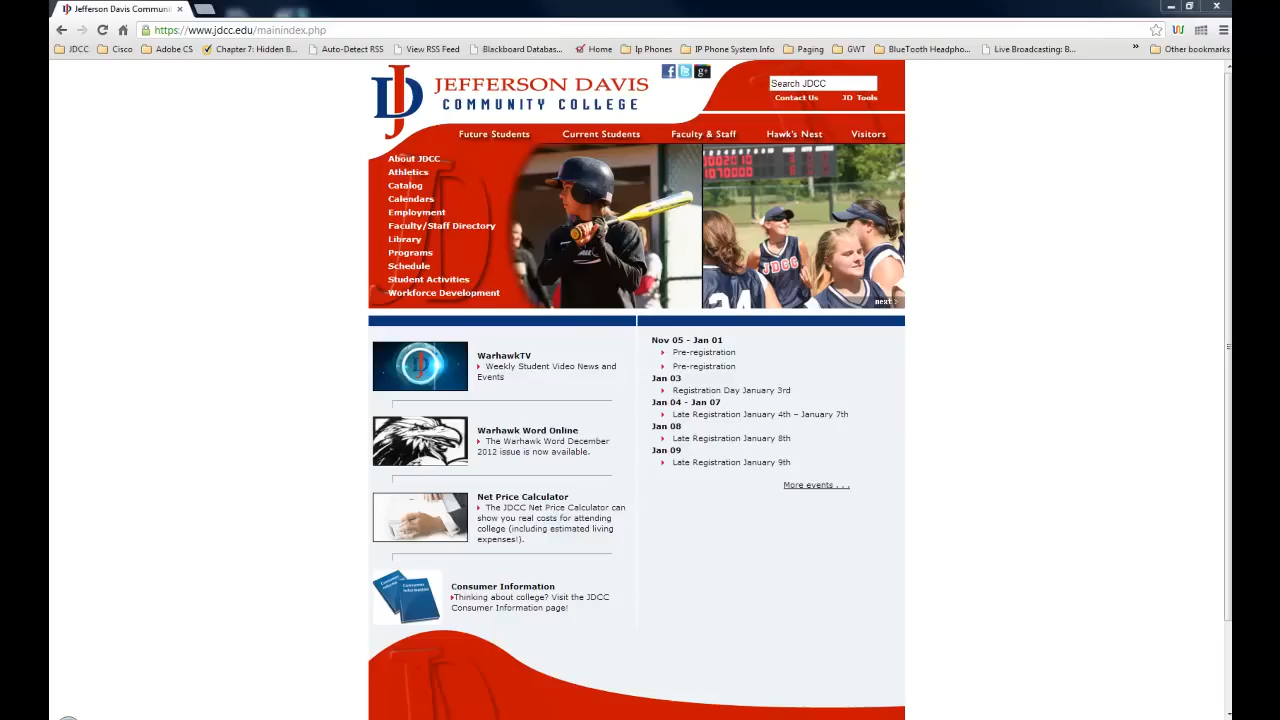 Jefferson Davis Communi
https://www.jdcc.edu/mainindex.php
JDCC Cisco Adobe CS Chapter 7: Hidden B... Auto-Detect RSS View RSS Feed Blackboard Databas... Home Ip Phones IP Phone System Info Paging GWT BlueTooth Headpho... Live Broadcasting: B... » Other bookmarks
JEFFERSON DAVIS
COMMUNITY COLLEGE
Search JDCC
Contact Us JD Tools
Future Students Current Students Faculty & Staff Hawk's Nest Visitors
About JDCC
Athletics
Catalog
Calendars
Employment
Faculty/Staff Directory
Library
Programs
Schedule
Student Activities
Workforce Development
JDCC
24
next >
WarhawkTV
Weekly Student Video News and
Events
Warhawk Word Online
The Warhawk Word December
2012 issue is now available.
Net Price Calculator
The JDCC Net Price Calculator can
show you real costs for attending
college (including estimated living
expenses!).
Consumer Information
Thinking about college? Visit the JDCC
Consumer Information page!
Nov 05 - Jan 01
Pre-registration
Pre-registration
Jan 03
Registration Day January 3rd
Jan 04 - Jan 07
Late Registration January 4th – January 7th
Jan 08
Late Registration January 8th
Jan 09
Late Registration January 9th
More events . . .